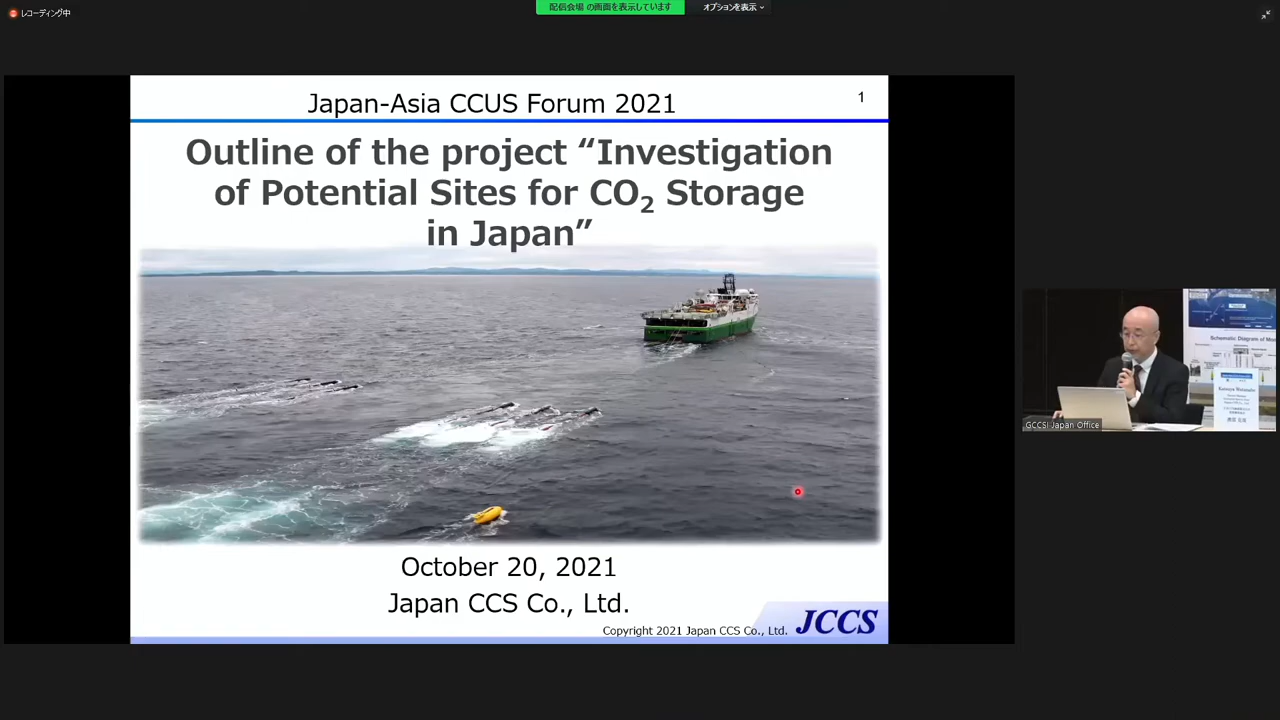 レコーディング中
配信会場 の画面を表示しています
オプションを表示
Japan-Asia CCUS Forum 2021
1
Outline of the project “Investigation
of Potential Sites for CO₂ Storage
in Japan”
October 20, 2021
Japan CCS Co., Ltd.
Copyright 2021 Japan CCS Co., Ltd.
JCCS
Schematic Diagram of Mo
GCCSI Japan Office